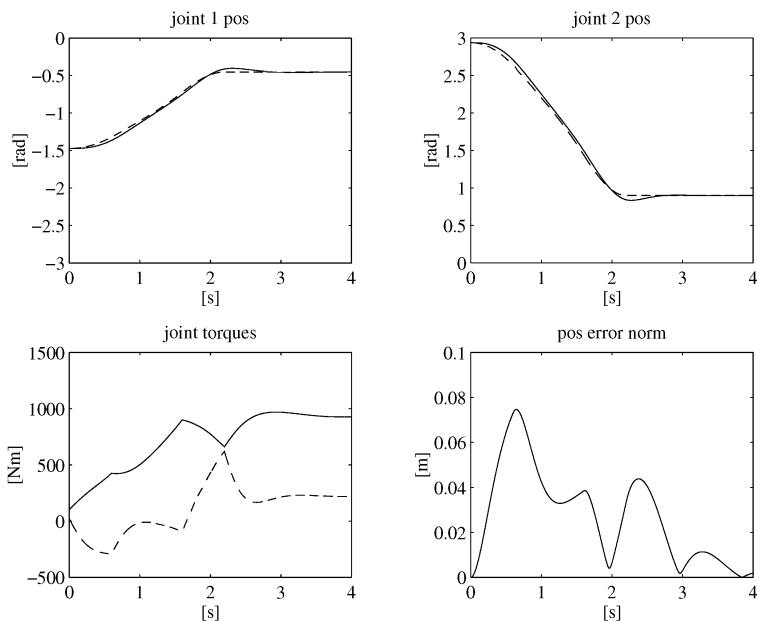 joint 1 pos
0
−0.5
−1
−1.5
−2
−2.5
−3
[rad]
0 1 2 3 4
[s]
joint 2 pos
3
2.5
2
1.5
1
0.5
0
[rad]
0 1 2 3 4
[s]
joint torques
1500
1000
500
0
−500
[Nm]
0 1 2 3 4
[s]
pos error norm
0.1
0.08
0.06
0.04
0.02
0
[m]
0 1 2 3 4
[s]